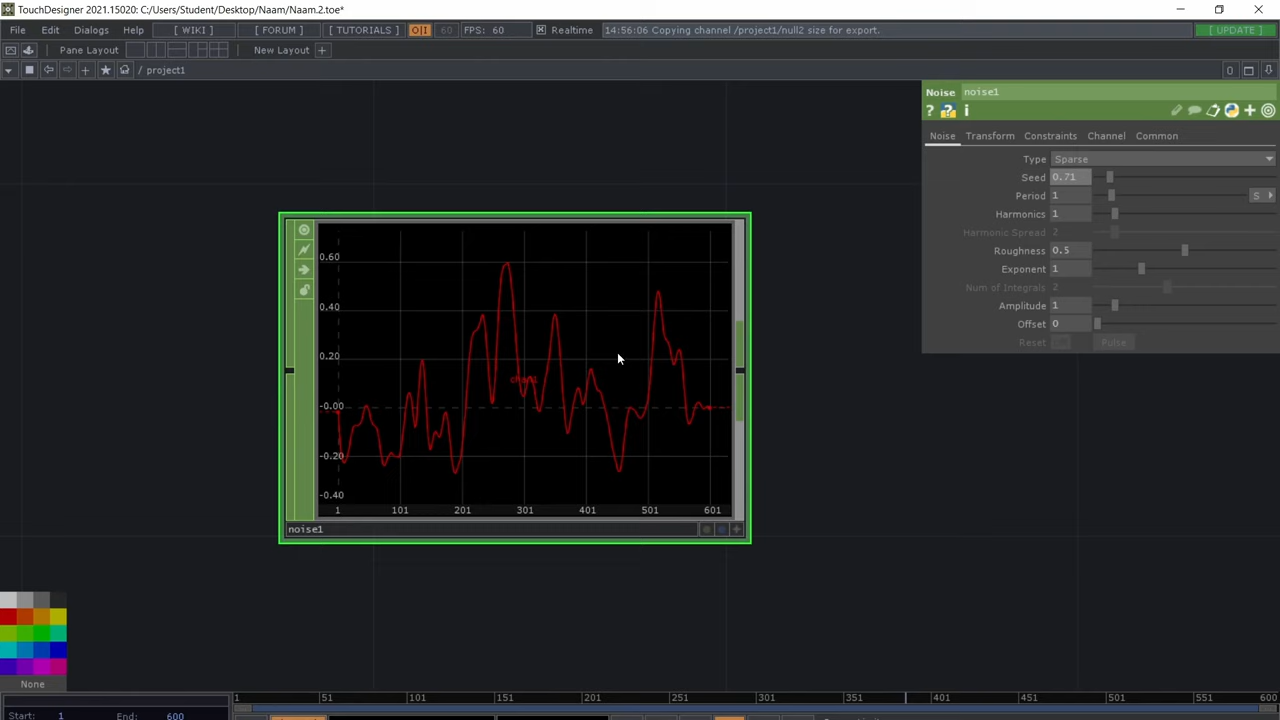 TouchDesigner 2021.15020: C:/Users/Student/Desktop/Naam/Naam.2.toe*
File Edit Dialogs Help [ WIKI ] [ FORUM ] [ TUTORIALS ] O|I 60 FPS: 60 Realtime 14:56:06 Copying channel /project1/null2 size for export. [ UPDATE ]
Pane Layout New Layout +
/ project1 0
Noise noise1
? ? i
Noise Transform Constraints Channel Common
Type Sparse
Seed 0.71
Period 1 S
Harmonics 1
Harmonic Spread 2
Roughness 0.5
Exponent 1
Num of Integrals 2
Amplitude 1
Offset 0
Reset Pulse
0.60
0.40
0.20
-0.00
-0.20
-0.40
1 101 201 301 401 501 601
noise1
None
1 51 101 151 201 251 301 351 401 451 501 551 600
Start: 1 End: 600